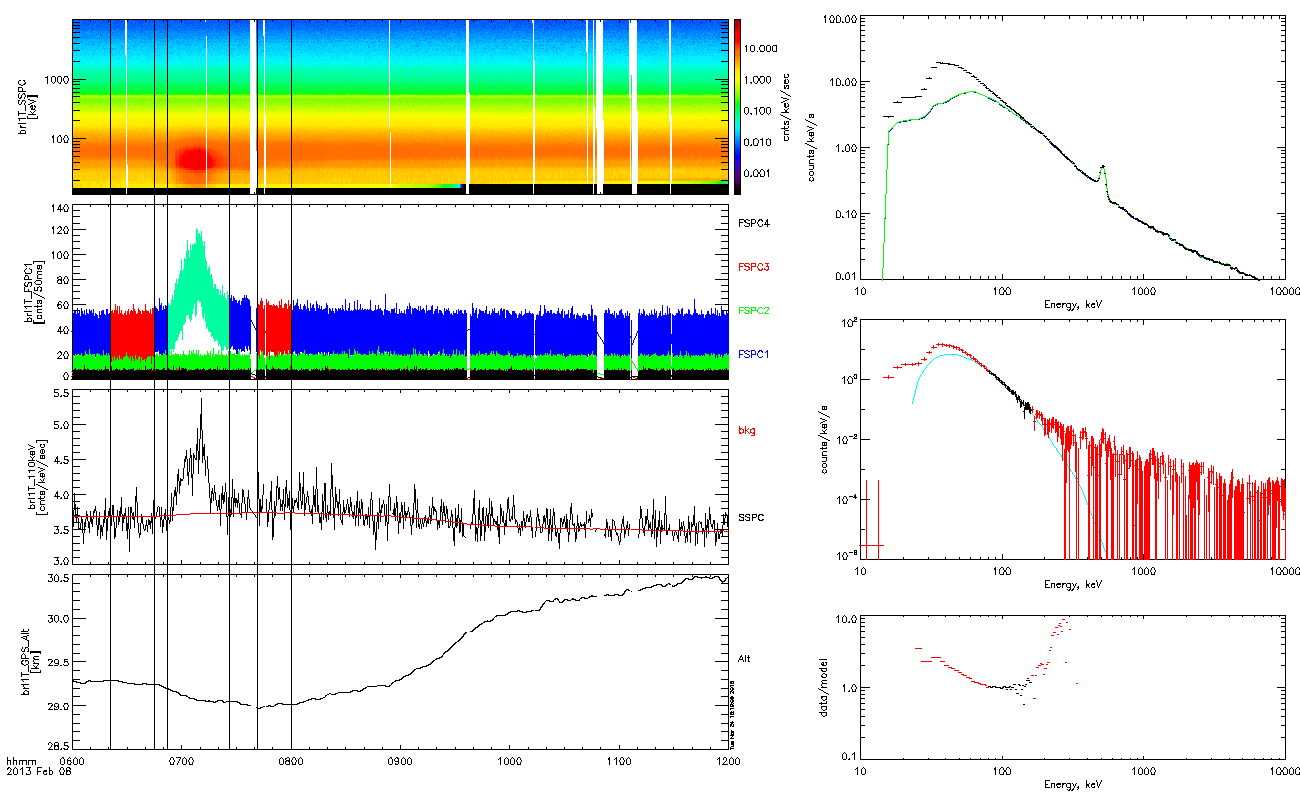 brl1T_SSPC
[keV]
1000
100
10.000
1.000
0.100
0.010
0.001
cnts/keV/sec
brl1T_FSPC1
[cnts/50ms]
140
120
100
80
60
40
20
0
FSPC4
FSPC3
FSPC2
FSPC1
brl1T_110keV
[cnts/keV/sec]
5.5
5.0
4.5
4.0
3.5
3.0
bkg
SSPC
brl1T_GPS_Alt
[km]
30.5
30.0
29.5
29.0
28.5
Alt
hhmm
2013 Feb 06
0600
0700
0800
0900
1000
1100
1200
counts/keV/s
100.00
10.00
1.00
0.10
0.01
10
100
1000
10000
Energy, keV
counts/keV/s
10²
10⁰
10⁻²
10⁻⁴
10
100
1000
10000
Energy, keV
data/model
10.0
1.0
0.1
10
100
1000
10000
Energy, keV